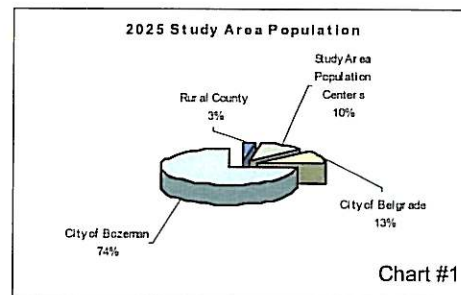 2025 Study Area Population
Study Area
Population
Centers
10%
Rural County
3%
City of Belgrade
13%
City of Bozeman
74%
Chart #1